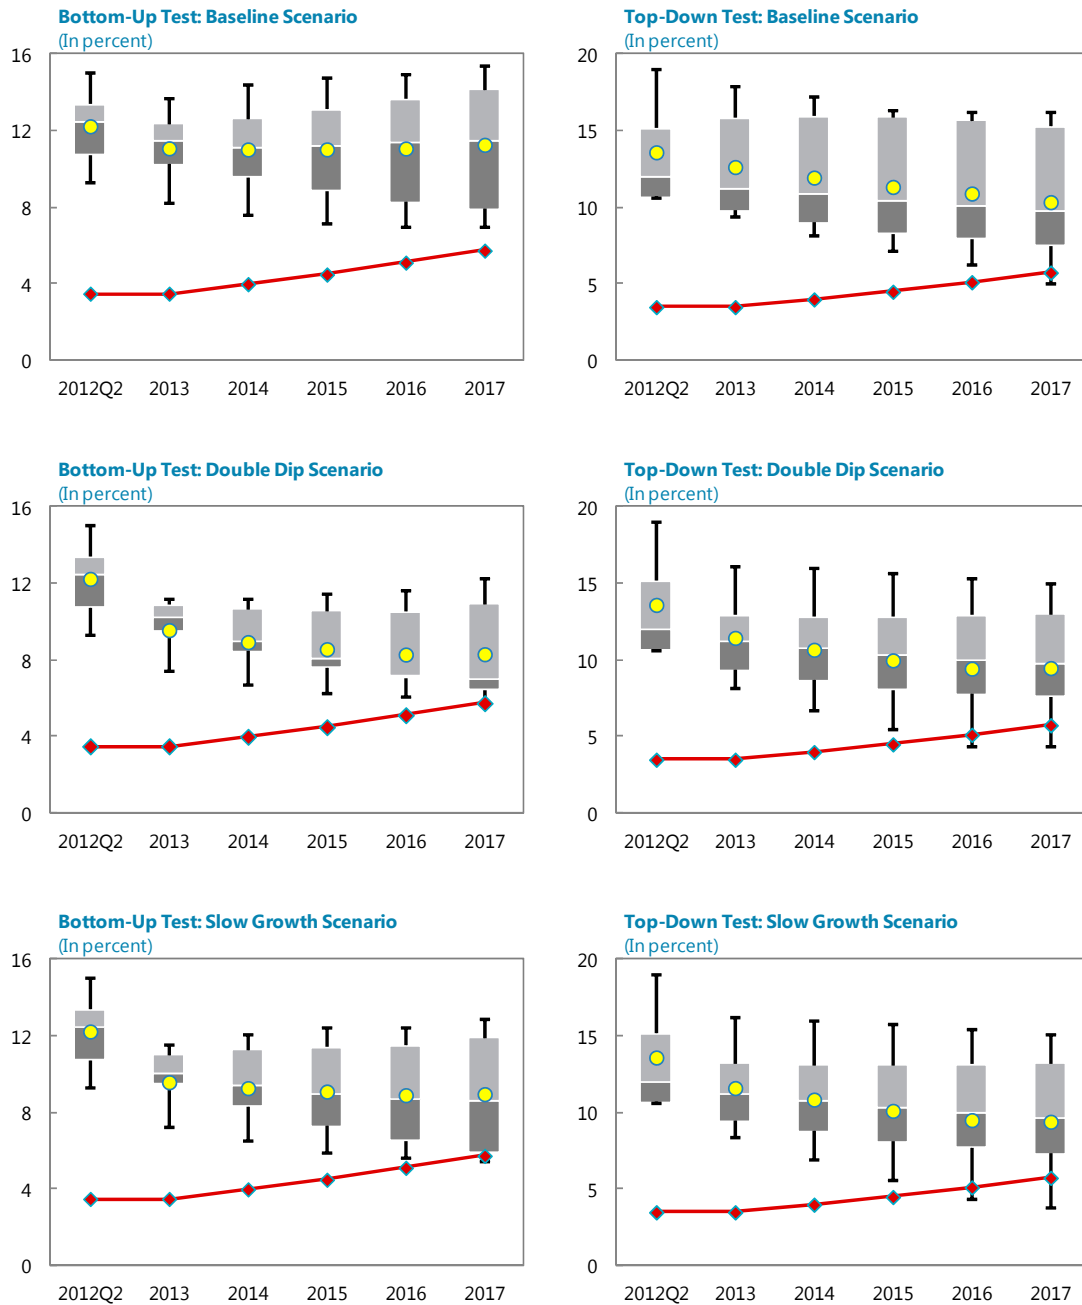 Bottom-Up Test: Baseline Scenario
(In percent)
16
12
8
4
0
2012Q2 2013 2014 2015 2016 2017
Top-Down Test: Baseline Scenario
(In percent)
20
15
10
5
0
2012Q2 2013 2014 2015 2016 2017
Bottom-Up Test: Double Dip Scenario
(In percent)
16
12
8
4
0
2012Q2 2013 2014 2015 2016 2017
Top-Down Test: Double Dip Scenario
(In percent)
20
15
10
5
0
2012Q2 2013 2014 2015 2016 2017
Bottom-Up Test: Slow Growth Scenario
(In percent)
16
12
8
4
0
2012Q2 2013 2014 2015 2016 2017
Top-Down Test: Slow Growth Scenario
(In percent)
20
15
10
5
0
2012Q2 2013 2014 2015 2016 2017